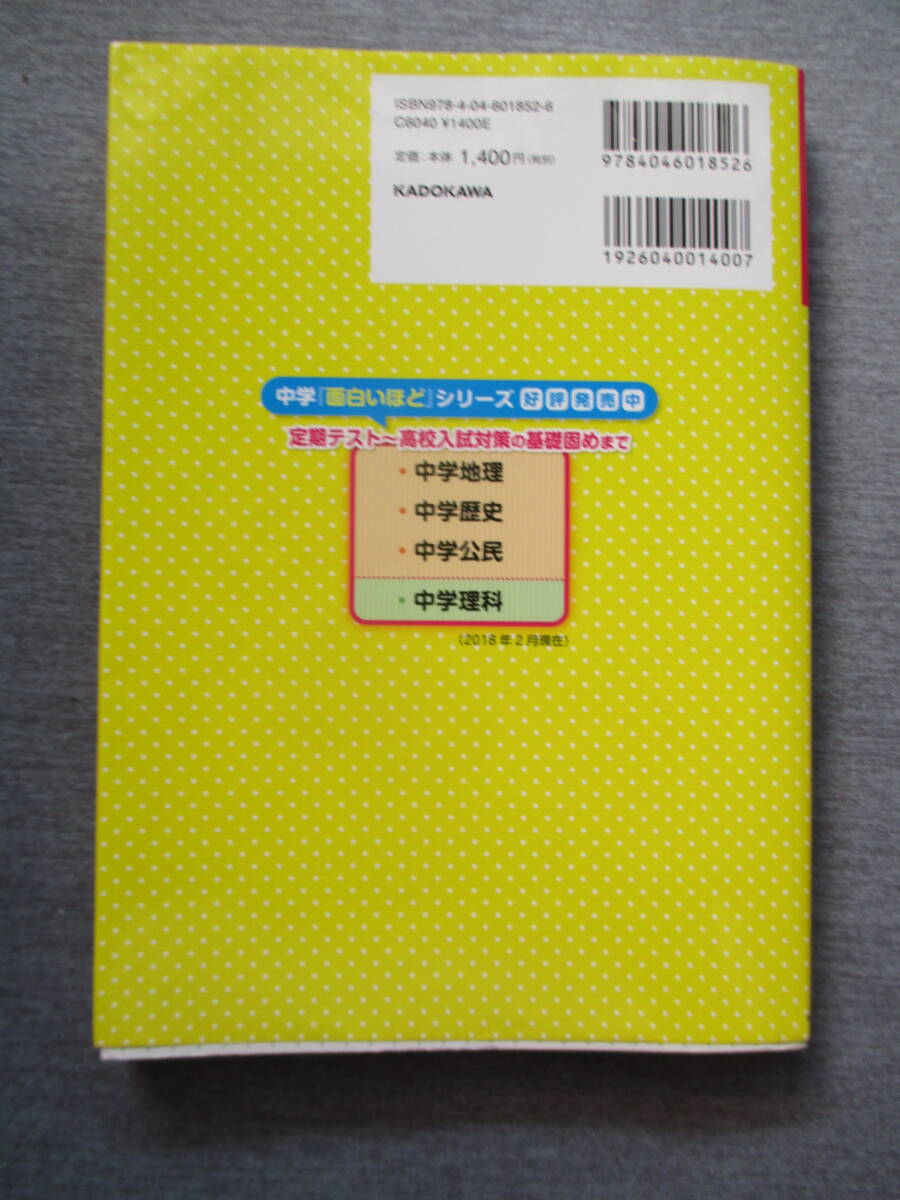 ISBN978-4-04-601852-6
C6040 ¥1400E
定価:本体1,400円(税別)
KADOKAWA
9784046018526
1926040014007
中学『面白いほど』シリーズ好評発売中
定期テスト~高校入試対策の基礎固めまで
・中学地理
・中学歴史
・中学公民
・中学理科
(2018年2月現在)